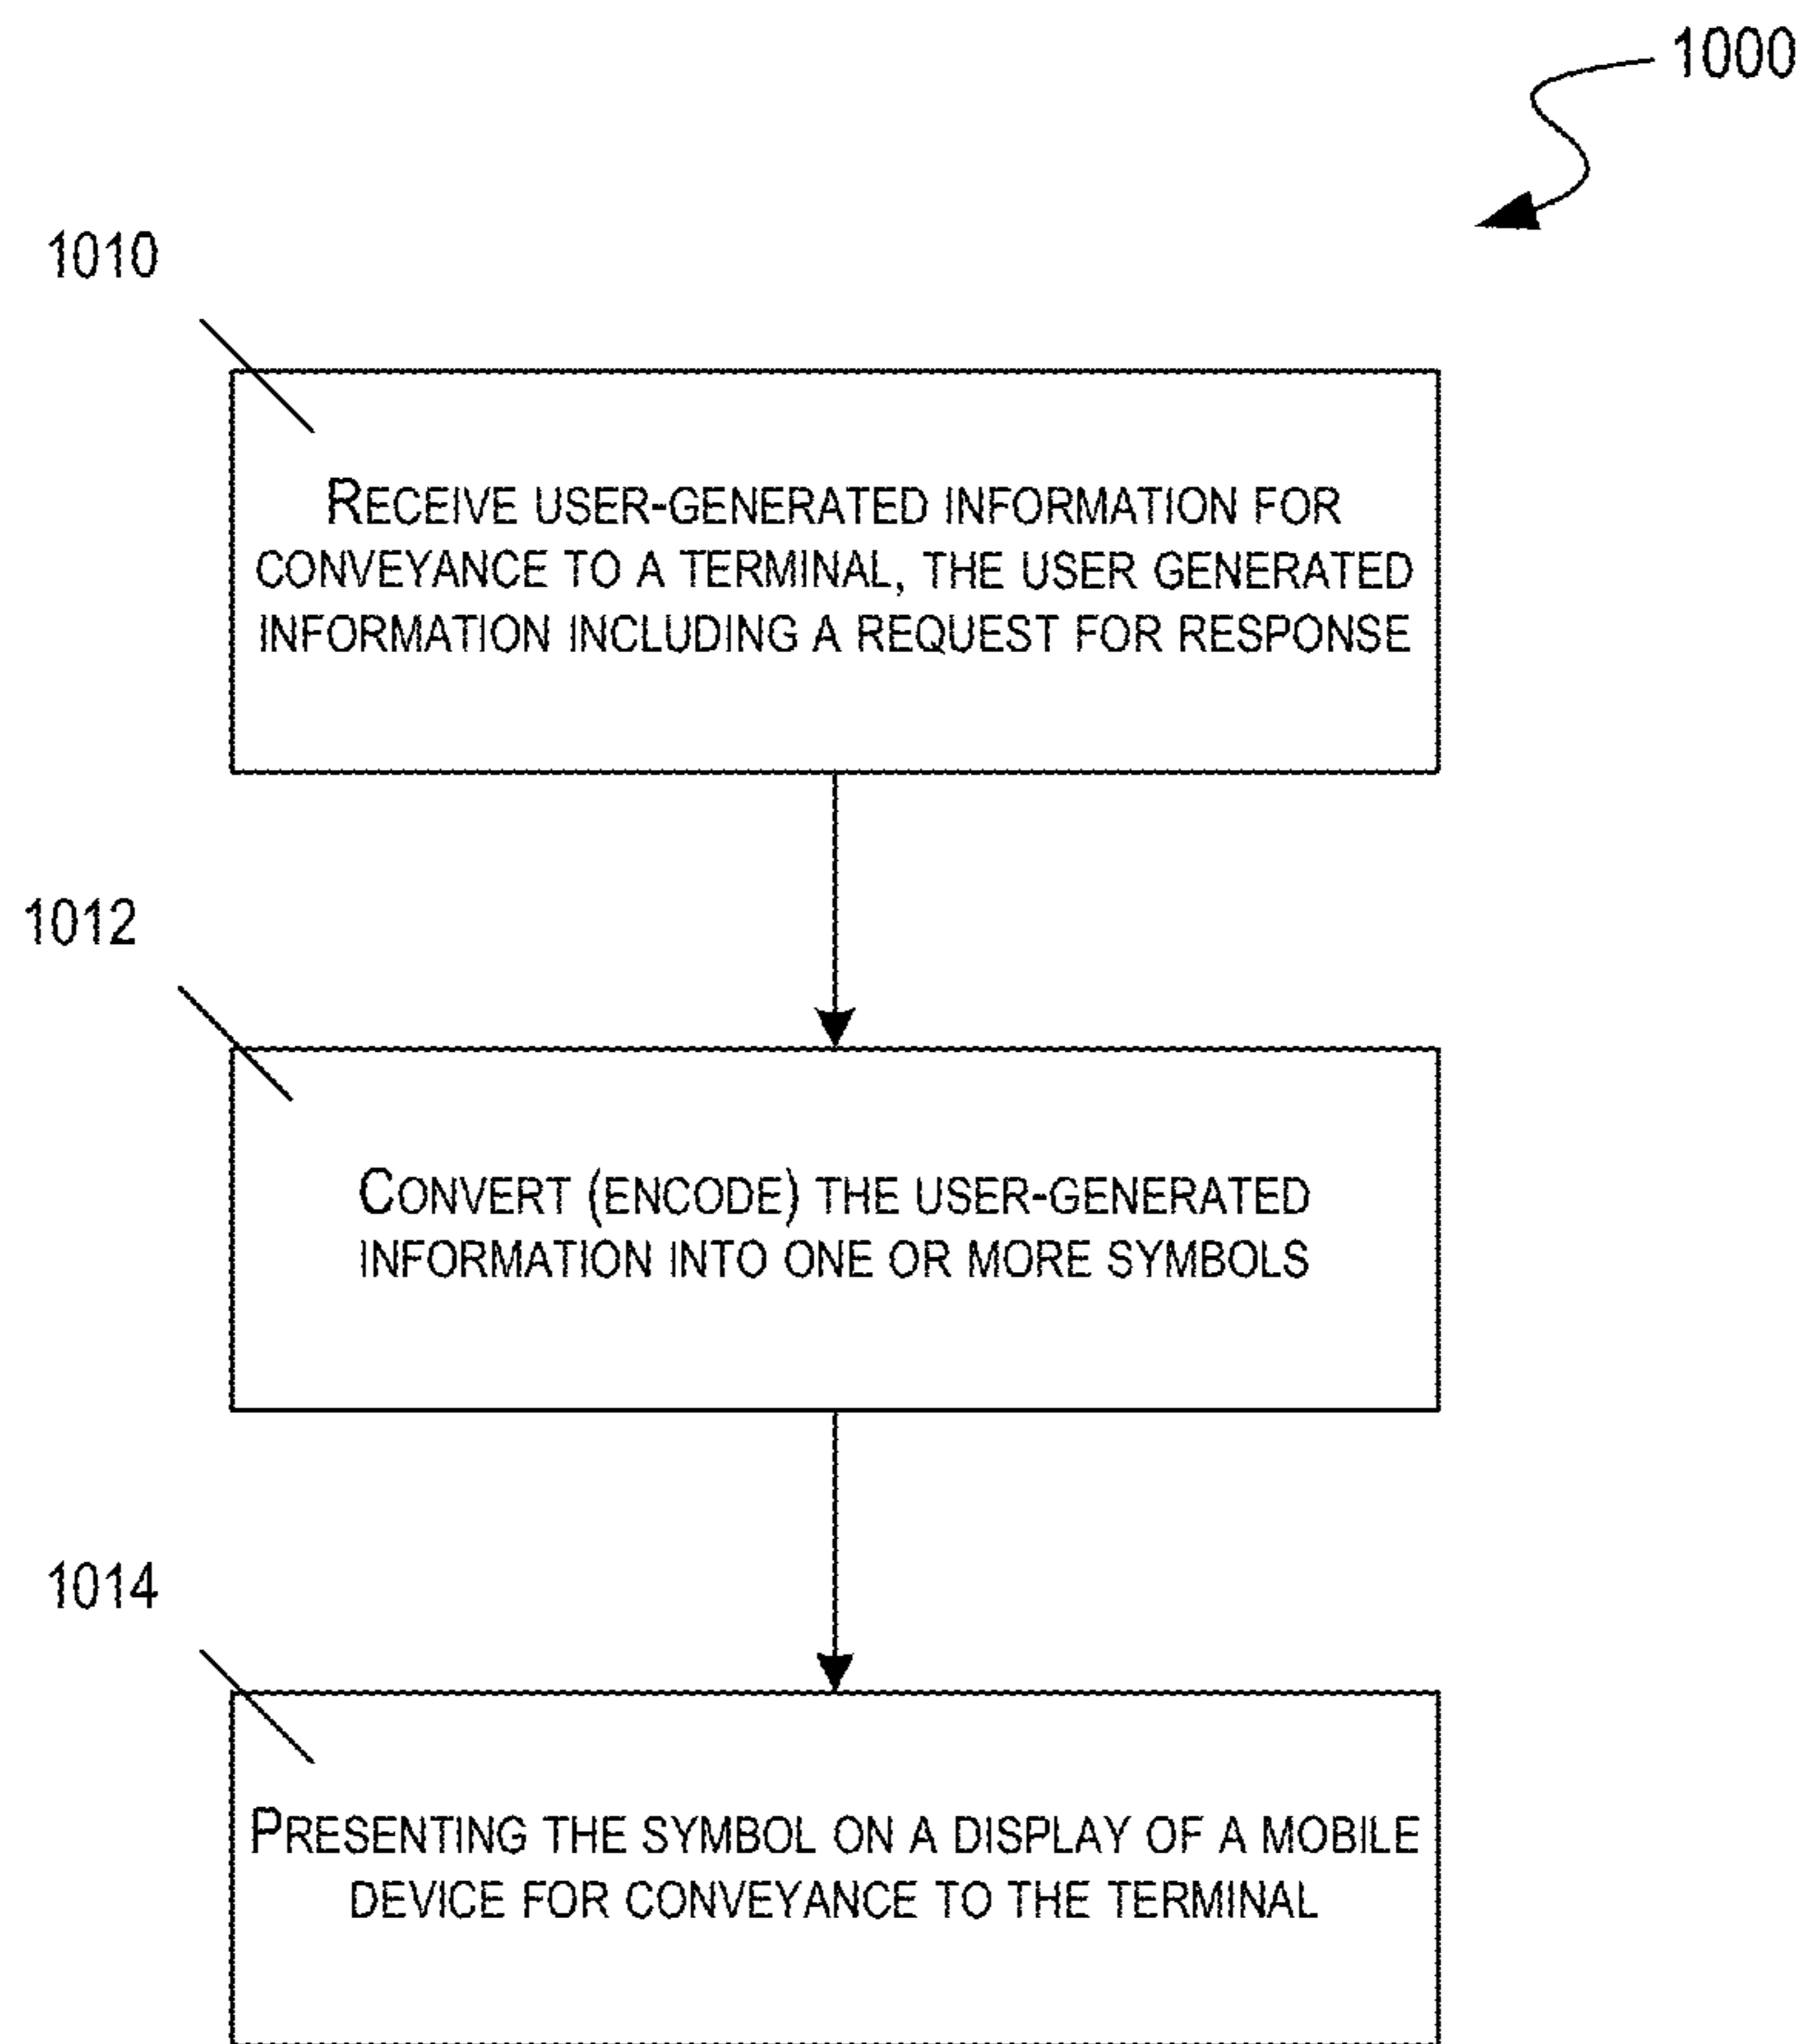 1000
1010
RECEIVE USER-GENERATED INFORMATION FOR
CONVEYANCE TO A TERMINAL, THE USER GENERATED
INFORMATION INCLUDING A REQUEST FOR RESPONSE
1012
CONVERT (ENCODE) THE USER-GENERATED
INFORMATION INTO ONE OR MORE SYMBOLS
1014
PRESENTING THE SYMBOL ON A DISPLAY OF A MOBILE
DEVICE FOR CONVEYANCE TO THE TERMINAL